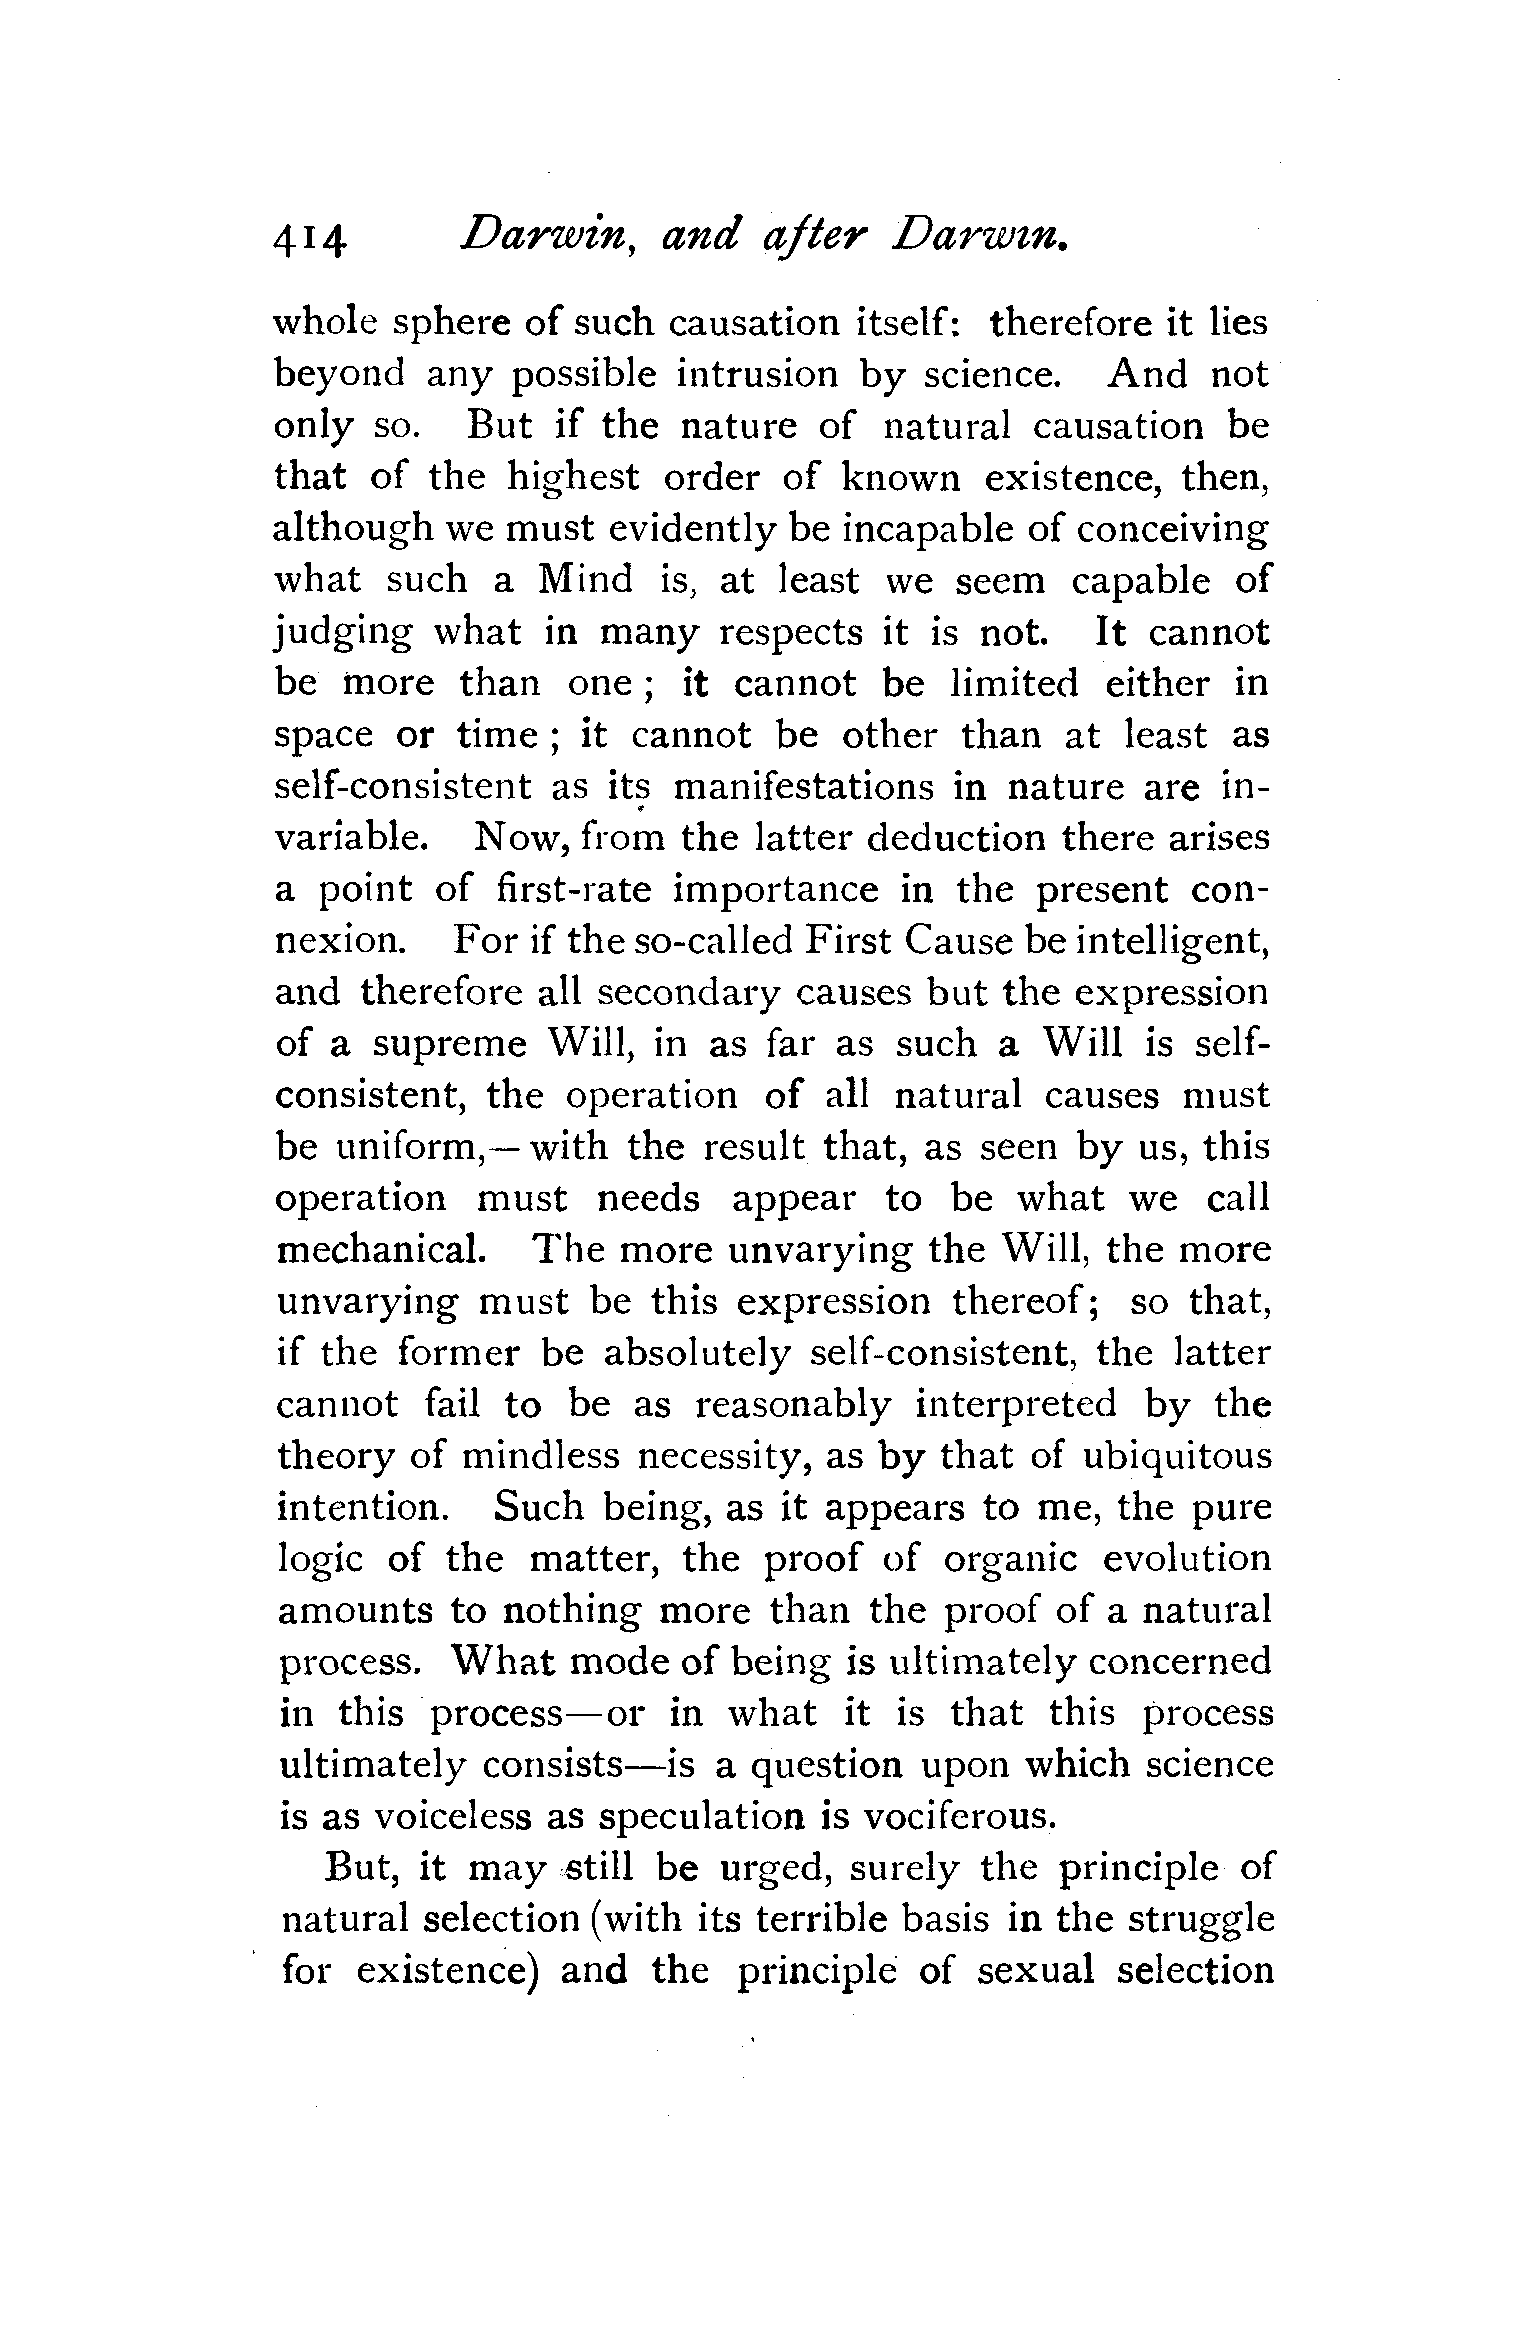 414 Darwin, and after Darwin.
whole sphere of such causation itself: therefore it lies
beyond any possible intrusion by science. And not
only so. But if the nature of natural causation be
that of the highest order of known existence, then,
although we must evidently be incapable of conceiving
what such a Mind is, at least we seem capable of
judging what in many respects it is not. It cannot
be more than one ; it cannot be limited either in
space or time ; it cannot be other than at least as
self-consistent as its manifestations in nature are in-
variable. Now, from the latter deduction there arises
a point of first-rate importance in the present con-
nexion. For if the so-called First Cause be intelligent,
and therefore all secondary causes but the expression
of a supreme Will, in as far as such a Will is self-
consistent, the operation of all natural causes must
be uniform,— with the result that, as seen by us, this
operation must needs appear to be what we call
mechanical. The more unvarying the Will, the more
unvarying must be this expression thereof; so that,
if the former be absolutely self-consistent, the latter
cannot fail to be as reasonably interpreted by the
theory of mindless necessity, as by that of ubiquitous
intention. Such being, as it appears to me, the pure
logic of the matter, the proof of organic evolution
amounts to nothing more than the proof of a natural
process. What mode of being is ultimately concerned
in this process—or in what it is that this process
ultimately consists—is a question upon which science
is as voiceless as speculation is vociferous.
But, it may still be urged, surely the principle of
natural selection (with its terrible basis in the struggle
for existence) and the principle of sexual selection